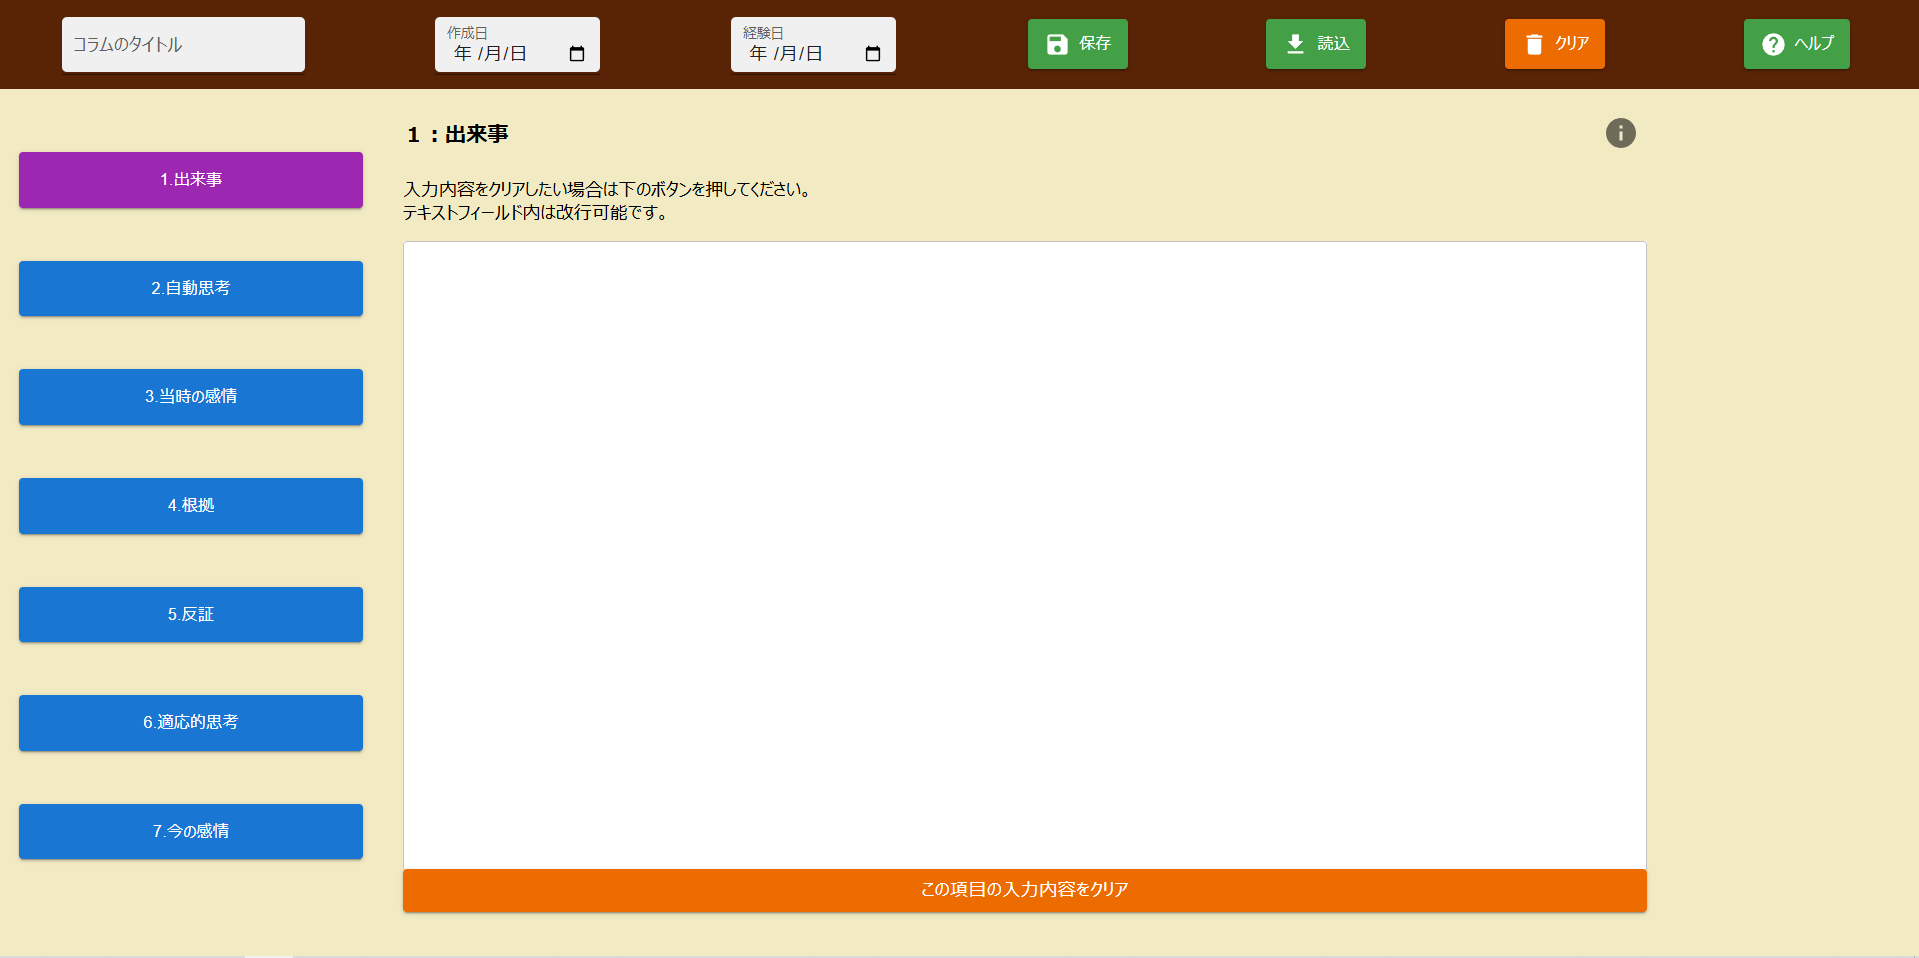 コラムのタイトル
作成日
年 /月/日
経験日
年 /月/日
保存
読込
クリア
ヘルプ
1.出来事
2.自動思考
3.当時の感情
4.根拠
5.反証
6.適応的思考
7.今の感情
1：出来事
入力内容をクリアしたい場合は下のボタンを押してください。
テキストフィールド内は改行可能です。
この項目の入力内容をクリア